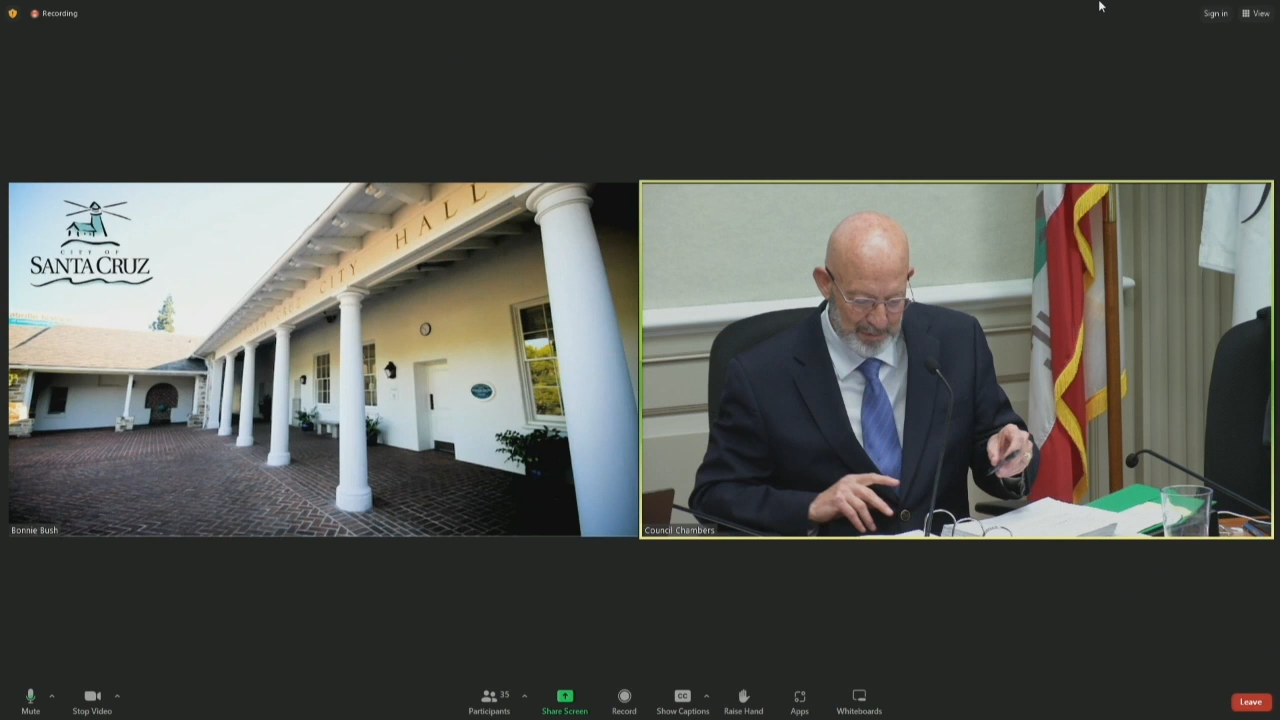 Recording
Sign in
View
CITY OF
SANTA CRUZ
CITY HALL
Bonnie Bush
Council Chambers
Mute
Stop Video
35
Participants
Share Screen
Record
CC
Show Captions
Raise Hand
Apps
Whiteboards
Leave